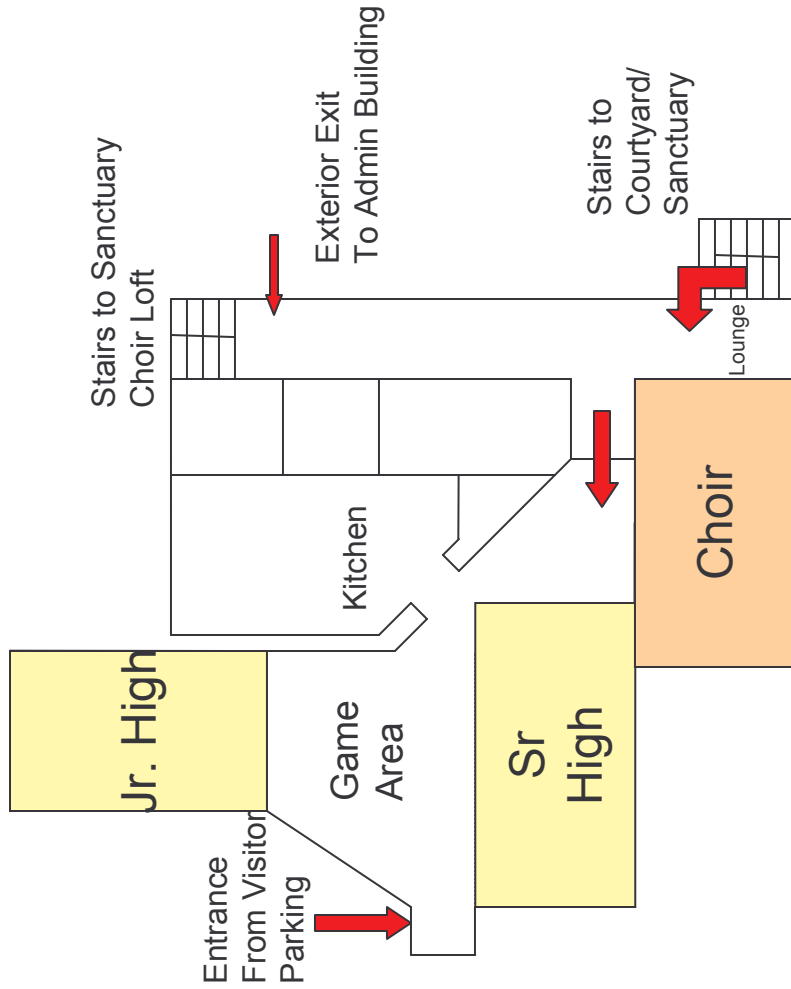 Stairs to Sanctuary
Choir Loft
Exterior Exit
To Admin Building
Stairs to
Courtyard/
Sanctuary
Lounge
Kitchen
Choir
Jr. High
Game
Area
Sr
High
Entrance
From Visitor
Parking